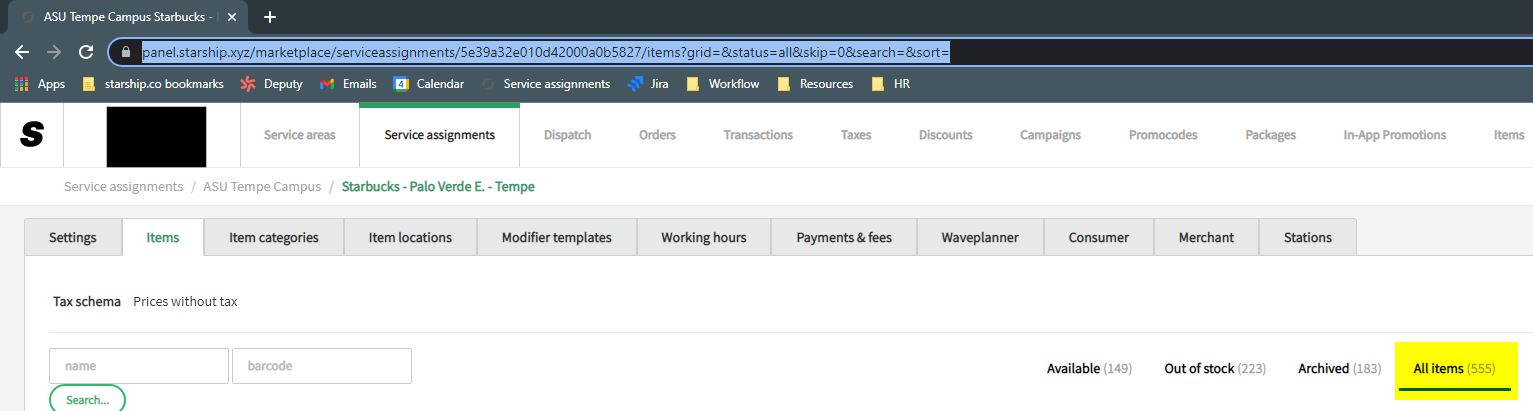 ASU Tempe Campus Starbucks -
panel.starship.xyz/marketplace/serviceassignments/5e39a32e010d42000a0b5827/items?grid=&status=all&skip=0&search=&sort=
Apps starship.co bookmarks Deputy Emails 4 Calendar Service assignments Jira Workflow Resources HR
S Service areas Service assignments Dispatch Orders Transactions Taxes Discounts Campaigns Promocodes Packages In-App Promotions Items
Service assignments / ASU Tempe Campus / Starbucks - Palo Verde E. - Tempe
Settings Items Item categories Item locations Modifier templates Working hours Payments & fees Waveplanner Consumer Merchant Stations
Tax schema Prices without tax
name barcode Available (149) Out of stock (223) Archived (183) All items (555)
Search...